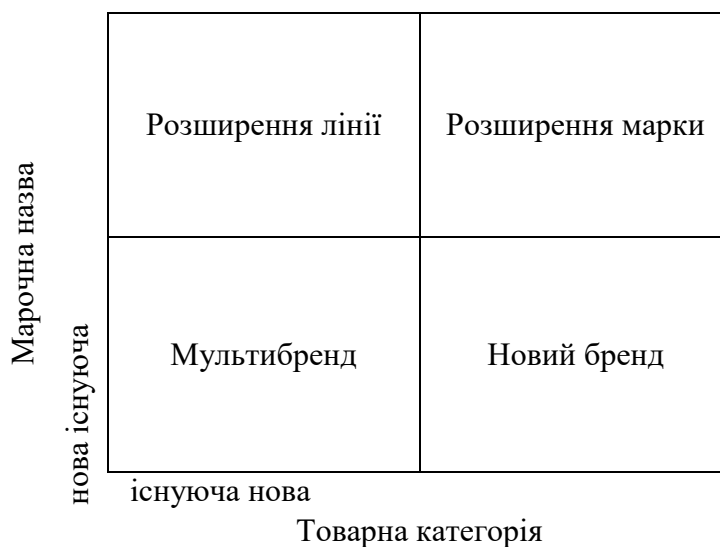 Розширення лінії
Розширення марки
Марочна назва
нова існуюча
Мультибренд
Новий бренд
існуюча нова
Товарна категорія